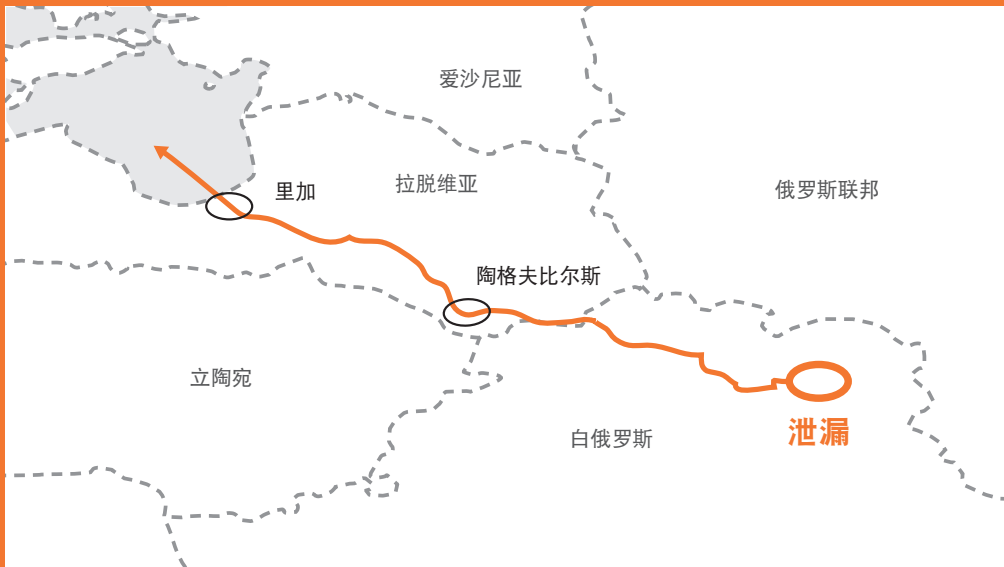 爱沙尼亚
拉脱维亚
俄罗斯联邦
里加
陶格夫比尔斯
立陶宛
白俄罗斯
泄漏